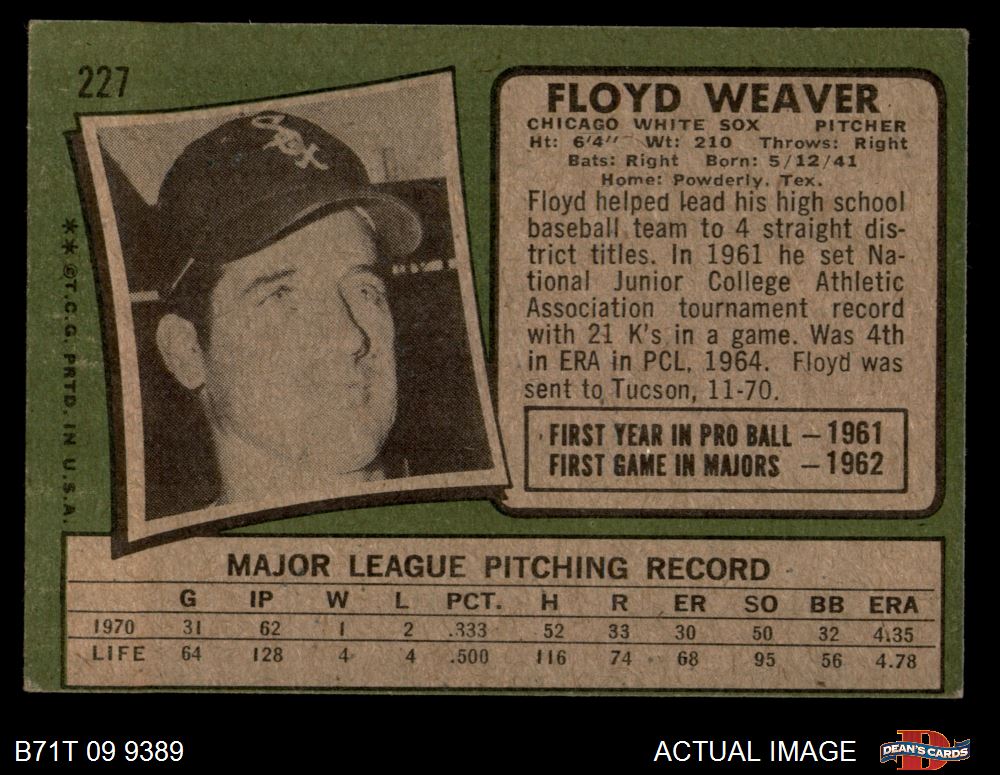 227
Sox
** ©T.C.G. PRTD. IN U.S.A.
FLOYD WEAVER
CHICAGO WHITE SOX PITCHER
Ht: 6'4" Wt: 210 Throws: Right
Bats: Right Born: 5/12/41
Home: Powderly, Tex.
Floyd helped lead his high school
baseball team to 4 straight dis-
trict titles. In 1961 he set Na-
tional Junior College Athletic
Association tournament record
with 21 K's in a game. Was 4th
in ERA in PCL, 1964. Floyd was
sent to Tucson, 11-70.
FIRST YEAR IN PRO BALL – 1961
FIRST GAME IN MAJORS – 1962
MAJOR LEAGUE PITCHING RECORD
G IP W L PCT. H R ER SO BB ERA
1970 31 62 1 2 .333 52 33 30 50 32 4.35
LIFE 64 128 4 4 .500 116 74 68 95 56 4.78
B71T 09 9389
ACTUAL IMAGE
D
DEAN'S CARDS